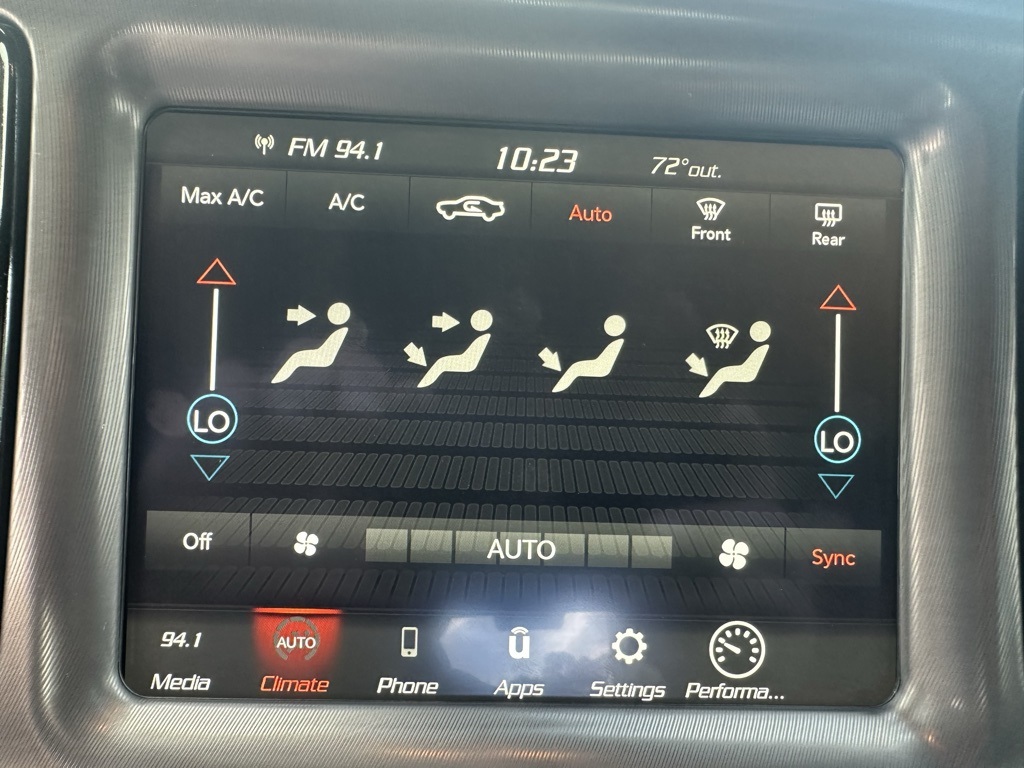 FM 94.1 10:23 72°out.
Max A/C A/C Auto Front Rear
LO LO
Off AUTO Sync
94.1 AUTO
Media Climate Phone Apps Settings Performa...